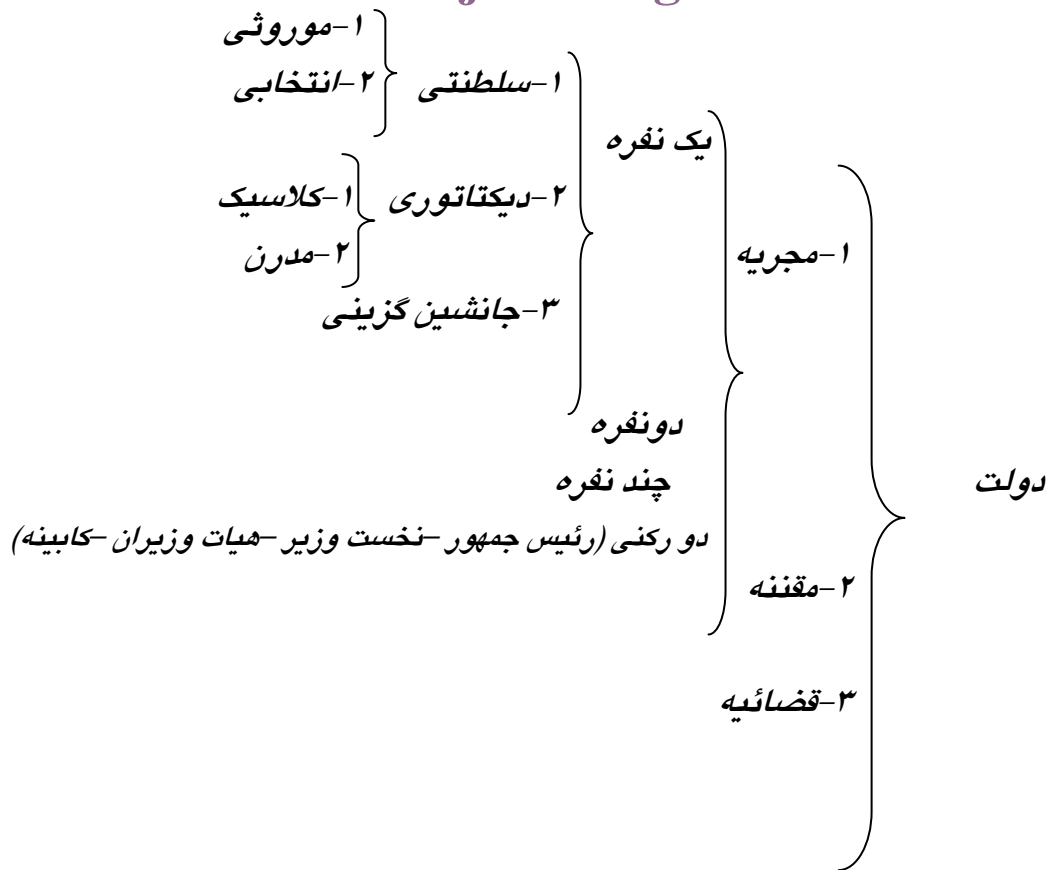 ۱-موروثی
۱-سلطنتی
۲-انتخابی
یک نفره
۲-دیکتاتوری
۱-کلاسیک
۱-مجریه
۲-مدرن
۳-جانشین گزینی
دونفره
دولت
چند نفره
دو رکنی (رئیس جمهور –نخست وزیر –هیات وزیران –کابینه)
۲-مقننه
۳-قضائیه